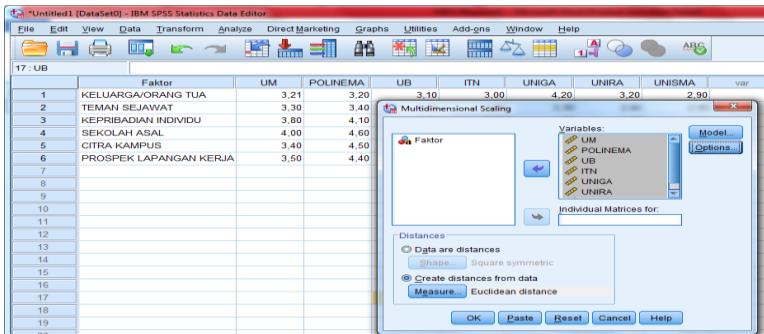 *Untitled1 [DataSet0] - IBM SPSS Statistics Data Editor
File Edit View Data Transform Analyze Direct Marketing Graphs Utilities Add-ons Window Help
17 : UB
Faktor UM POLINEMA UB ITN UNIGA UNIRA UNISMA var
1 KELUARGA/ORANG TUA 3,21 3,20 3,10 3,00 4,20 3,20 2,90
2 TEMAN SEJAWAT 3,30 3,40
3 KEPRIBADIAN INDIVIDU 3,80 4,10
4 SEKOLAH ASAL 4,00 4,60
5 CITRA KAMPUS 3,40 4,50
6 PROSPEK LAPANGAN KERJA 3,50 4,40
7
8
9
10
11
12
13
14
15
16
17
18
19
Multidimensional Scaling
Faktor
Variables:
UM
POLINEMA
UB
ITN
UNIGA
UNIRA
Model...
Options...
Individual Matrices for:
Distances
Data are distances
Shape... Square symmetric
Create distances from data
Measure... Euclidean distance
OK Paste Reset Cancel Help